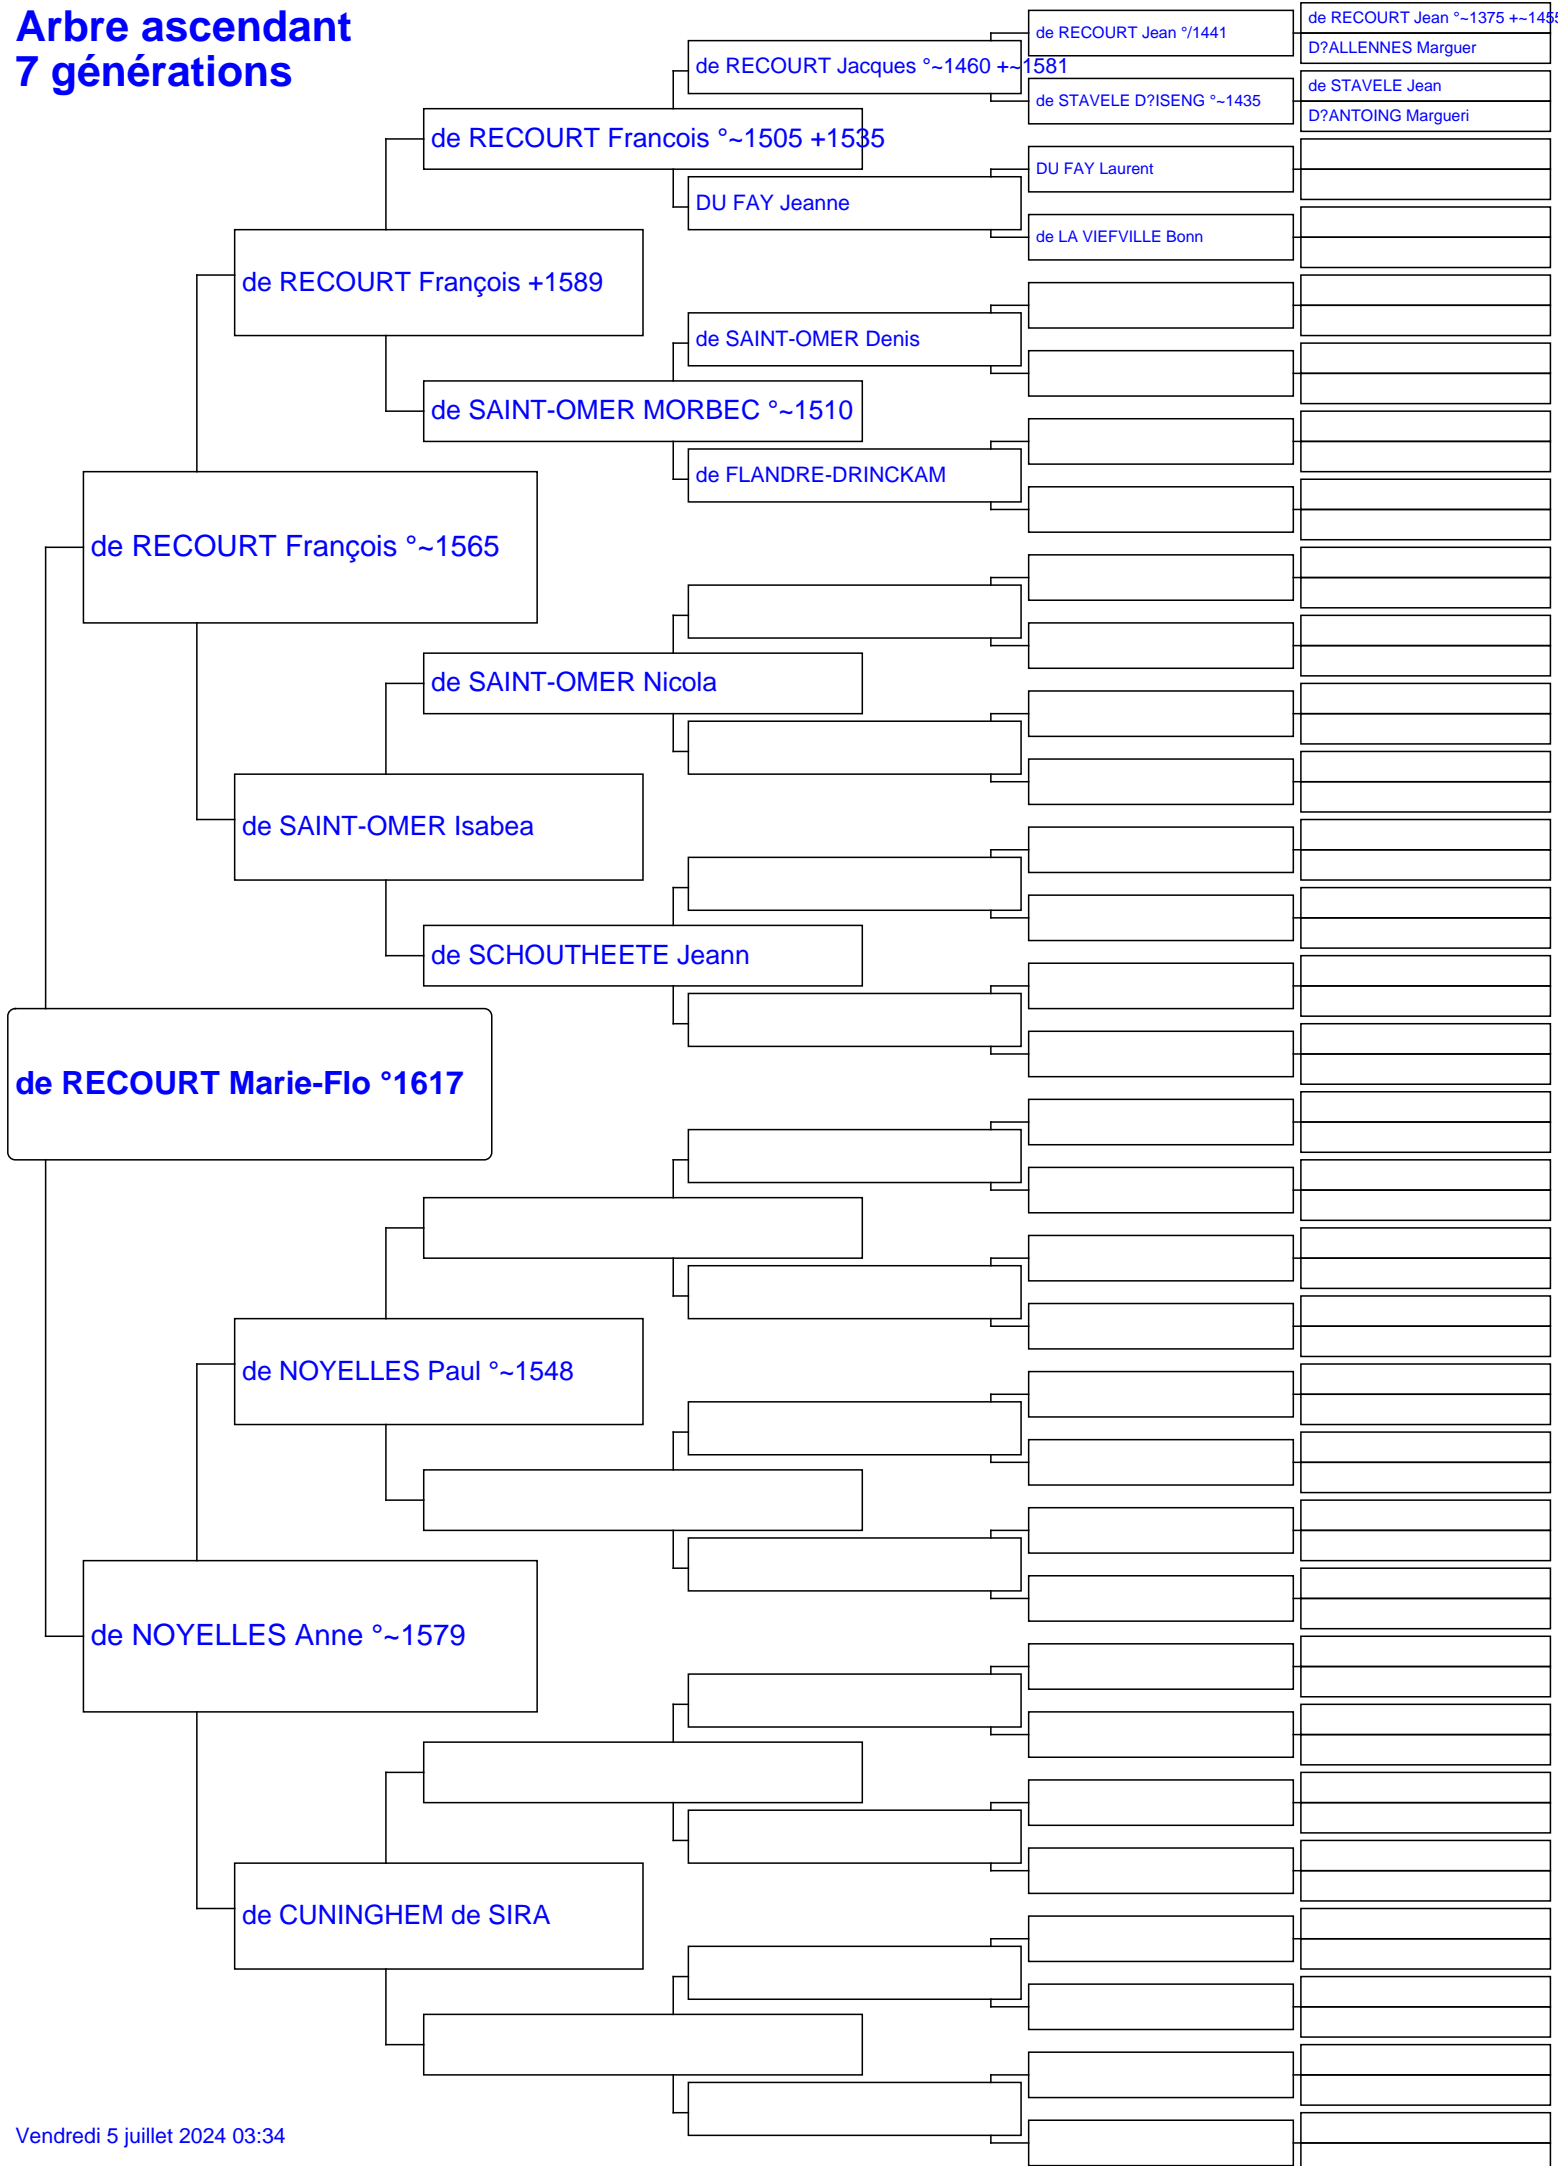 Arbre ascendant
7 générations
de RECOURT Jean °~1375 +~1455
de RECOURT Jean °/1441
D?ALLENNES Marguer
de RECOURT Jacques °~1460 +~1581
de STAVELE Jean
de STAVELE D?ISENG °~1435
D?ANTOING Margueri
de RECOURT Francois °~1505 +1535
DU FAY Laurent
DU FAY Jeanne
de LA VIEFVILLE Bonn
de RECOURT François +1589
de SAINT-OMER Denis
de SAINT-OMER MORBEC °~1510
de FLANDRE-DRINCKAM
de RECOURT François °~1565
de SAINT-OMER Nicola
de SAINT-OMER Isabea
de SCHOUTHEETE Jeann
de RECOURT Marie-Flo °1617
de NOYELLES Paul °~1548
de NOYELLES Anne °~1579
de CUNINGHEM de SIRA
Vendredi 5 juillet 2024 03:34